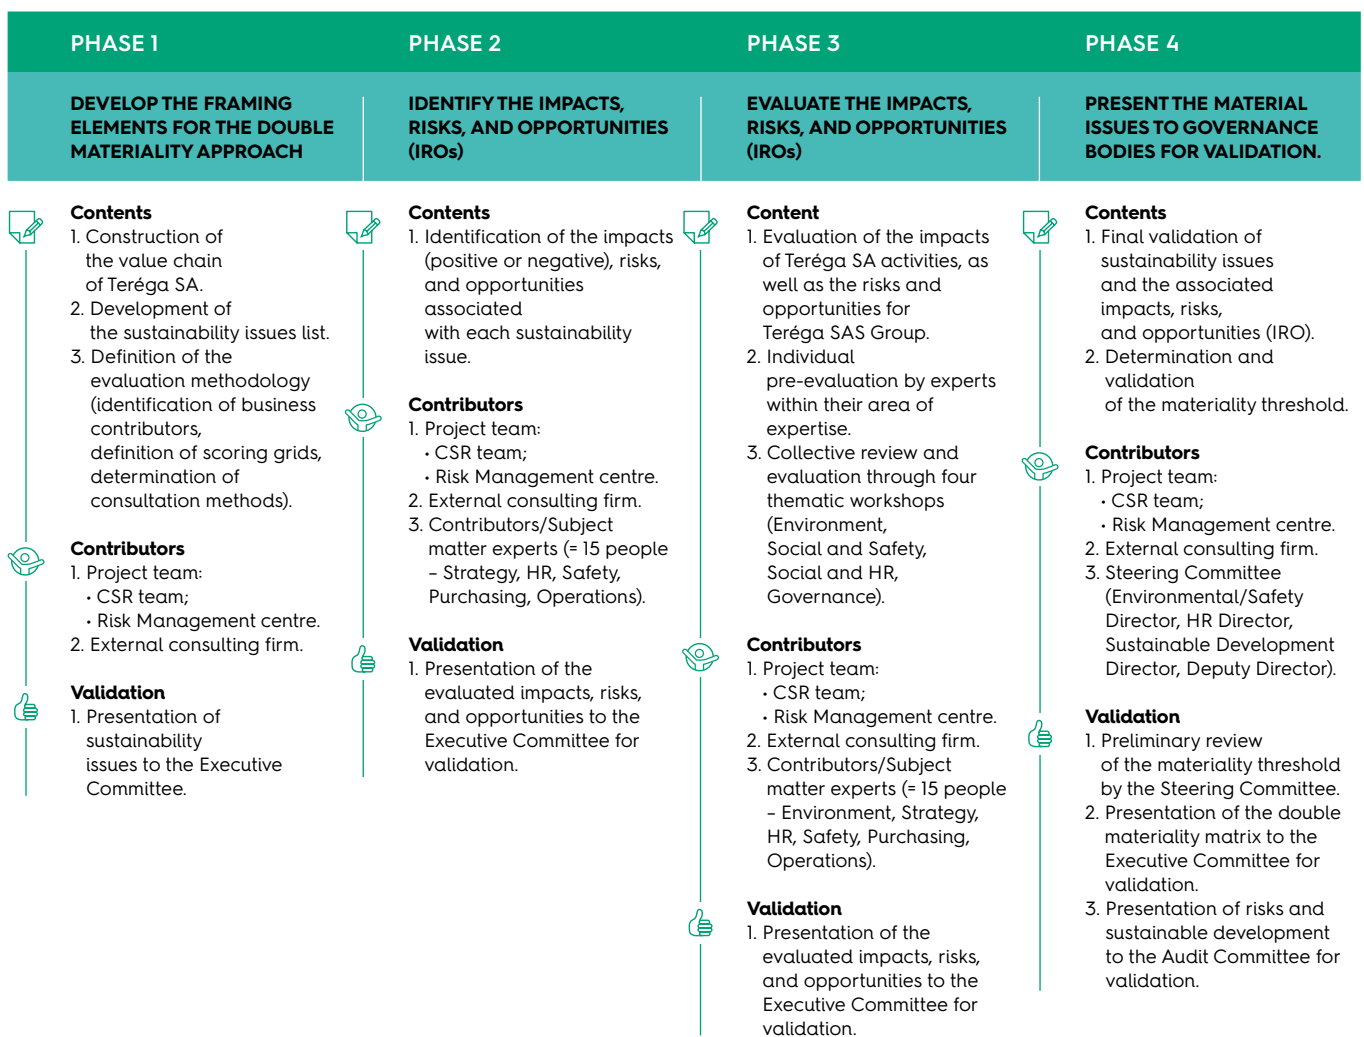 PHASE 1
DEVELOP THE FRAMING
ELEMENTS FOR THE DOUBLE
MATERIALITY APPROACH
Contents
1. Construction of
the value chain
of Teréga SA.
2. Development of
the sustainability issues list.
3. Definition of the
evaluation methodology
(identification of business
contributors,
definition of scoring grids,
determination of
consultation methods).
Contributors
1. Project team:
• CSR team;
• Risk Management centre.
2. External consulting firm.
Validation
1. Presentation of
sustainability
issues to the Executive
Committee.
PHASE 2
IDENTIFY THE IMPACTS,
RISKS, AND OPPORTUNITIES
(IROs)
Contents
1. Identification of the impacts
(positive or negative), risks,
and opportunities
associated
with each sustainability
issue.
Contributors
1. Project team:
• CSR team;
• Risk Management centre.
2. External consulting firm.
3. Contributors/Subject
matter experts (= 15 people
– Strategy, HR, Safety,
Purchasing, Operations).
Validation
1. Presentation of the
evaluated impacts, risks,
and opportunities to the
Executive Committee for
validation.
PHASE 3
EVALUATE THE IMPACTS,
RISKS, AND OPPORTUNITIES
(IROs)
Content
1. Evaluation of the impacts
of Teréga SA activities, as
well as the risks and
opportunities for
Teréga SAS Group.
2. Individual
pre-evaluation by experts
within their area of
expertise.
3. Collective review and
evaluation through four
thematic workshops
(Environment,
Social and Safety,
Social and HR,
Governance).
Contributors
1. Project team:
• CSR team;
• Risk Management centre.
2. External consulting firm.
3. Contributors/Subject
matter experts (= 15 people
– Environment, Strategy,
HR, Safety, Purchasing,
Operations).
Validation
1. Presentation of the
evaluated impacts, risks,
and opportunities to the
Executive Committee for
validation.
PHASE 4
PRESENT THE MATERIAL
ISSUES TO GOVERNANCE
BODIES FOR VALIDATION.
Contents
1. Final validation of
sustainability issues
and the associated
impacts, risks,
and opportunities (IRO).
2. Determination and
validation
of the materiality threshold.
Contributors
1. Project team:
• CSR team;
• Risk Management centre.
2. External consulting firm.
3. Steering Committee
(Environmental/Safety
Director, HR Director,
Sustainable Development
Director, Deputy Director).
Validation
1. Preliminary review
of the materiality threshold
by the Steering Committee.
2. Presentation of the double
materiality matrix to the
Executive Committee for
validation.
3. Presentation of risks and
sustainable development
to the Audit Committee for
validation.